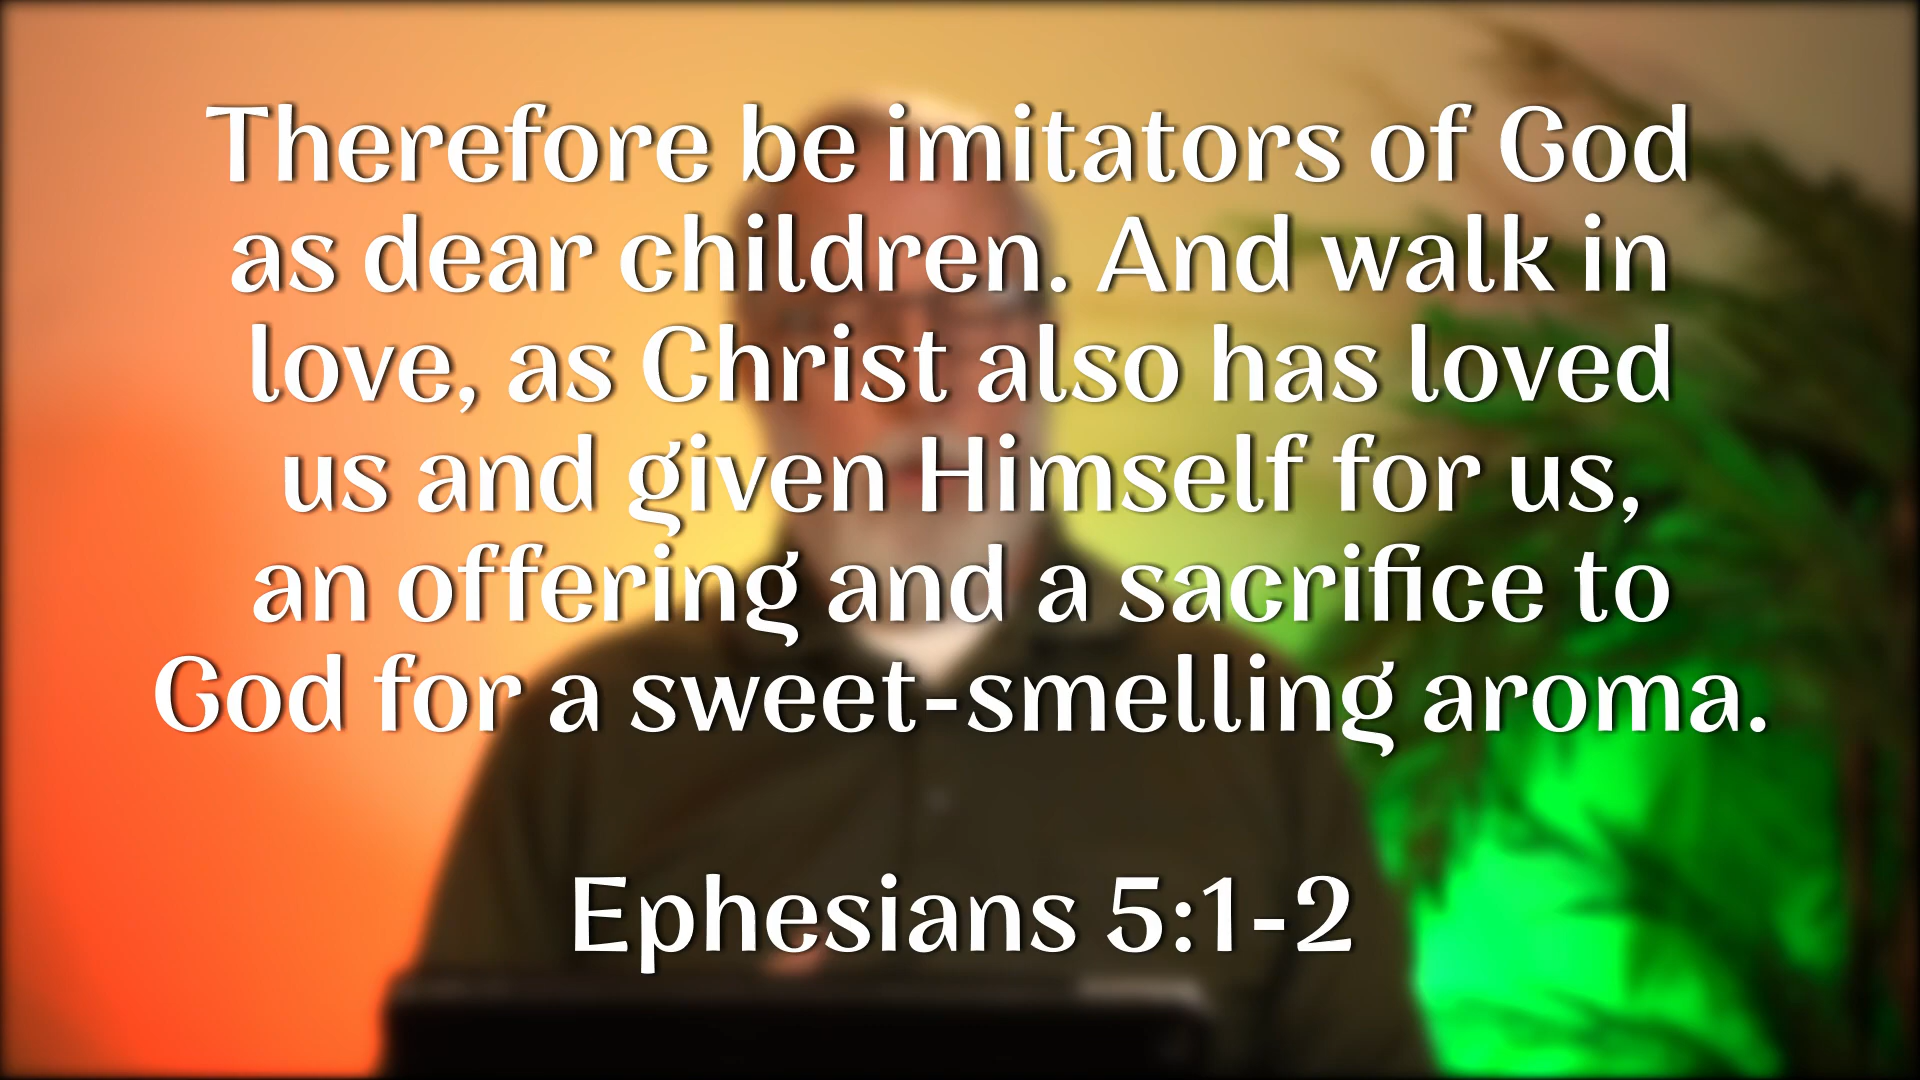 Therefore be imitators of God
as dear children. And walk in
love, as Christ also has loved
us and given Himself for us,
an offering and a sacrifice to
God for a sweet-smelling aroma.
Ephesians 5:1-2